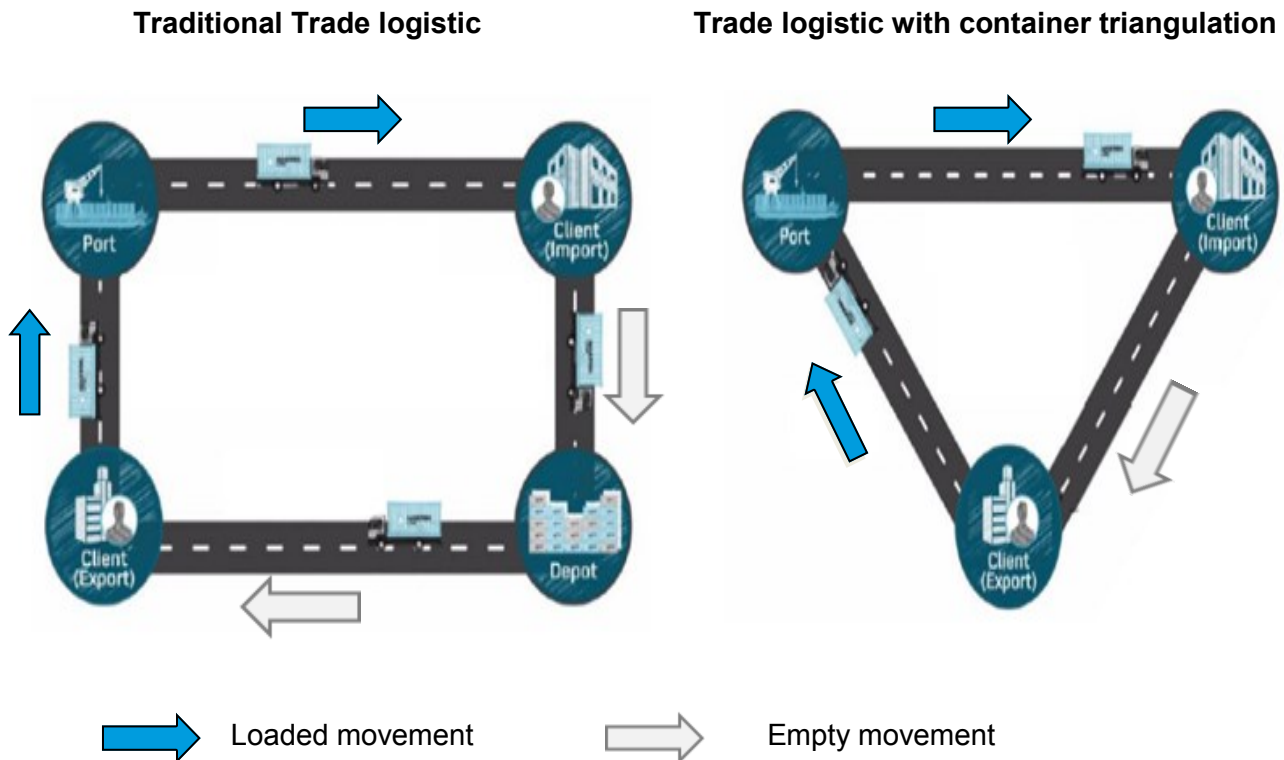 Traditional Trade logistic
Trade logistic with container triangulation
Port
Client
(Import)
Client
(Export)
Depot
Port
Client
(Import)
Client
(Export)
Loaded movement
Empty movement